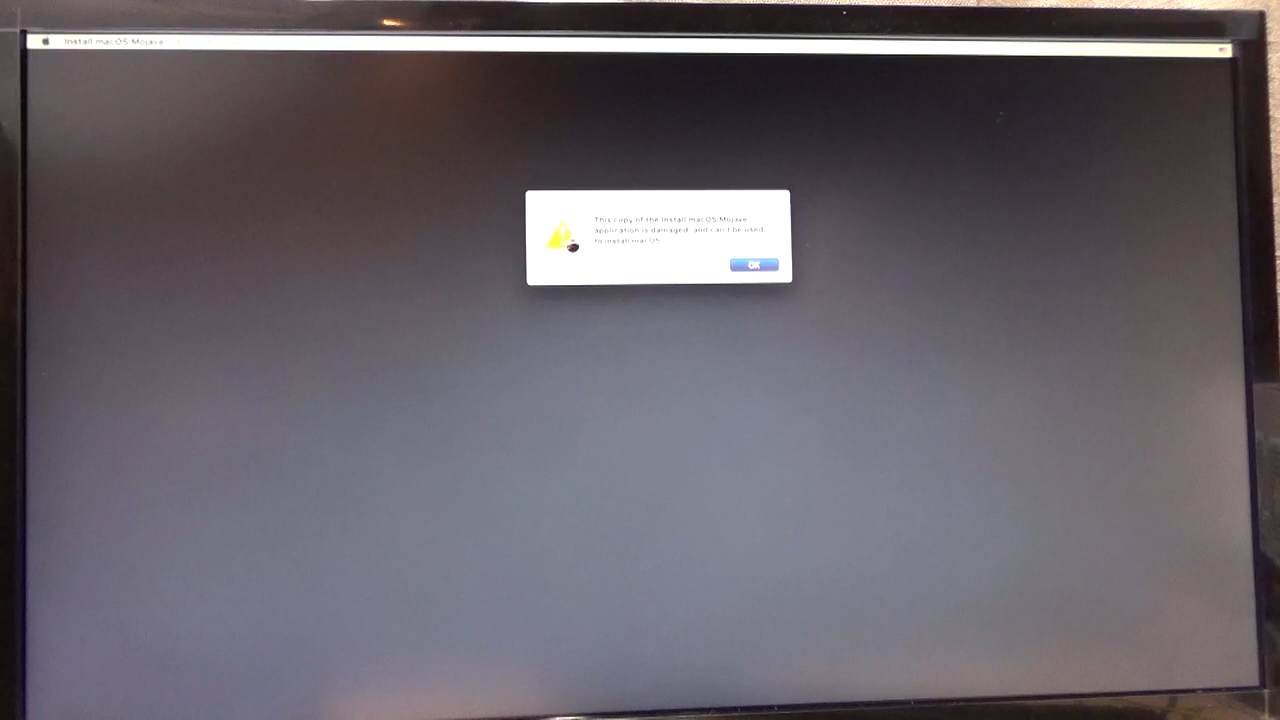 Install macOS Mojave
This copy of the Install macOS Mojave
application is damaged, and can't be used
to install macOS.
OK